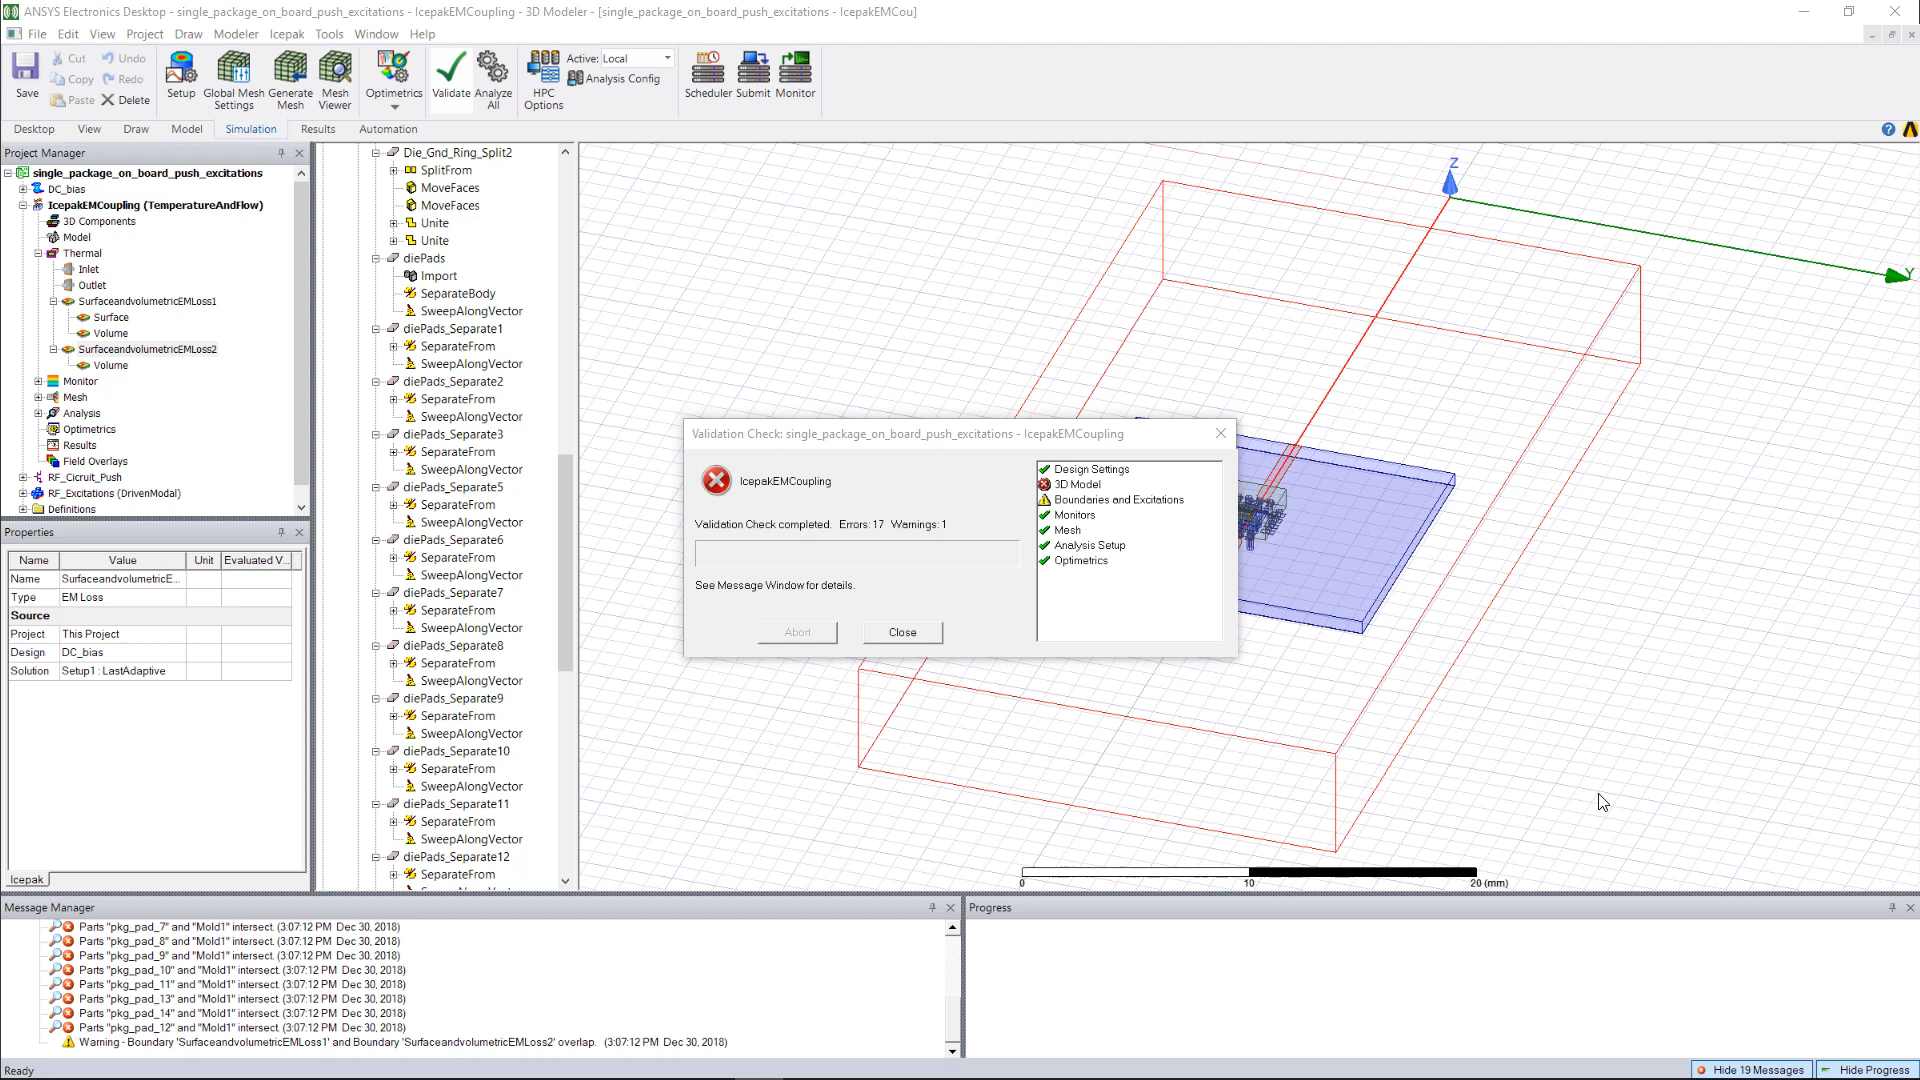 ANSYS Electronics Desktop - single_package_on_board_push_excitations - IcepakEMCoupling - 3D Modeler - [single_package_on_board_push_excitations - IcepakEMCou]
File Edit View Project Draw Modeler Icepak Tools Window Help
Save
Cut
Copy
Paste
Undo
Redo
Delete
Setup
Global Mesh Settings
Generate Mesh
Mesh Viewer
Optimetrics
Validate
Analyze All
HPC Options
Active: Local
Analysis Config
Scheduler
Submit
Monitor
Desktop View Draw Model Simulation Results Automation
Project Manager
single_package_on_board_push_excitations
DC_bias
IcepakEMCoupling (TemperatureAndFlow)
3D Components
Model
Thermal
Inlet
Outlet
SurfaceandvolumetricEMLoss1
Surface
Volume
SurfaceandvolumetricEMLoss2
Volume
Monitor
Mesh
Analysis
Optimetrics
Results
Field Overlays
RF_Cicruit_Push
RF_Excitations (DrivenModal)
Definitions
Properties
Name Value Unit Evaluated V...
Name SurfaceandvolumetricE...
Type EM Loss
Source
Project This Project
Design DC_bias
Solution Setup1 : LastAdaptive
Icepak
Die_Gnd_Ring_Split2
SplitFrom
MoveFaces
MoveFaces
Unite
Unite
diePads
Import
SeparateBody
SweepAlongVector
diePads_Separate1
SeparateFrom
SweepAlongVector
diePads_Separate2
SeparateFrom
SweepAlongVector
diePads_Separate3
SeparateFrom
SweepAlongVector
diePads_Separate5
SeparateFrom
SweepAlongVector
diePads_Separate6
SeparateFrom
SweepAlongVector
diePads_Separate7
SeparateFrom
SweepAlongVector
diePads_Separate8
SeparateFrom
SweepAlongVector
diePads_Separate9
SeparateFrom
SweepAlongVector
diePads_Separate10
SeparateFrom
SweepAlongVector
diePads_Separate11
SeparateFrom
SweepAlongVector
diePads_Separate12
SeparateFrom
Z
Y
Validation Check: single_package_on_board_push_excitations - IcepakEMCoupling
IcepakEMCoupling
Validation Check completed. Errors: 17 Warnings: 1
See Message Window for details.
Abort
Close
Design Settings
3D Model
Boundaries and Excitations
Monitors
Mesh
Analysis Setup
Optimetrics
0 10 20 (mm)
Message Manager
Parts "pkg_pad_7" and "Mold1" intersect. (3:07:12 PM Dec 30, 2018)
Parts "pkg_pad_8" and "Mold1" intersect. (3:07:12 PM Dec 30, 2018)
Parts "pkg_pad_9" and "Mold1" intersect. (3:07:12 PM Dec 30, 2018)
Parts "pkg_pad_10" and "Mold1" intersect. (3:07:12 PM Dec 30, 2018)
Parts "pkg_pad_11" and "Mold1" intersect. (3:07:12 PM Dec 30, 2018)
Parts "pkg_pad_13" and "Mold1" intersect. (3:07:12 PM Dec 30, 2018)
Parts "pkg_pad_14" and "Mold1" intersect. (3:07:12 PM Dec 30, 2018)
Parts "pkg_pad_12" and "Mold1" intersect. (3:07:12 PM Dec 30, 2018)
Warning - Boundary 'SurfaceandvolumetricEMLoss1' and Boundary 'SurfaceandvolumetricEMLoss2' overlap. (3:07:12 PM Dec 30, 2018)
Progress
Ready
Hide 19 Messages
Hide Progress